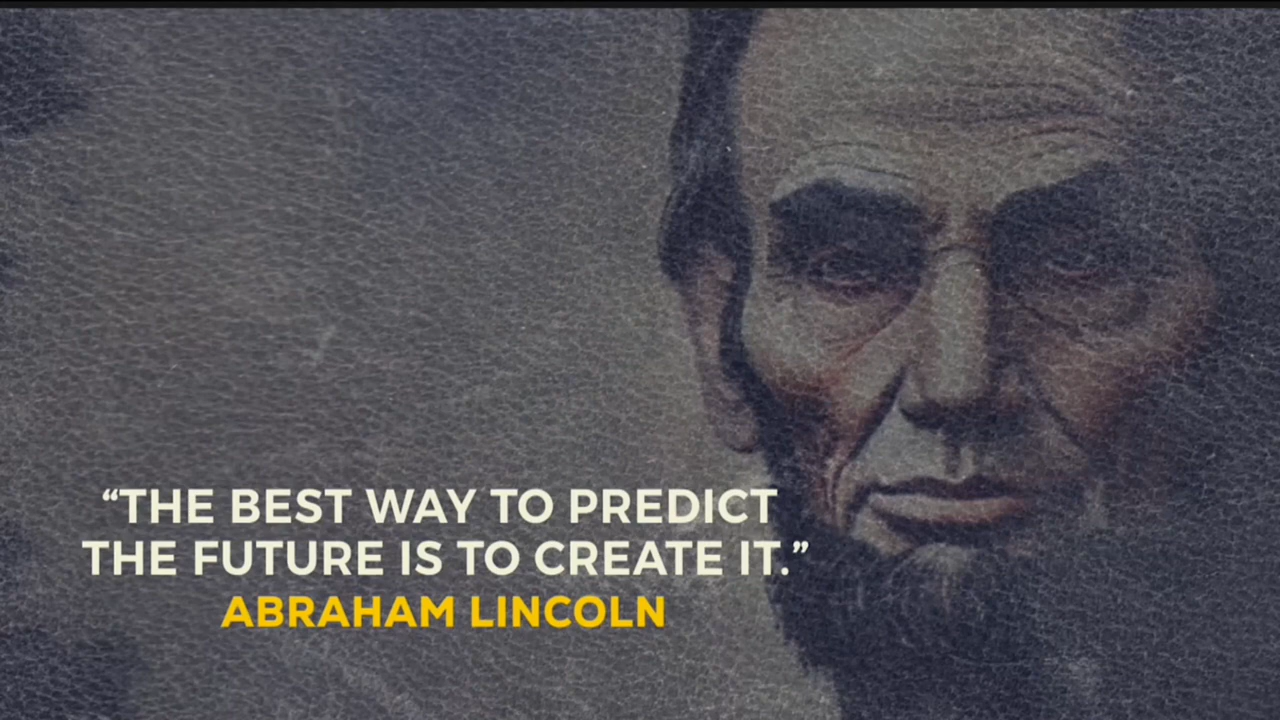 “THE BEST WAY TO PREDICT
THE FUTURE IS TO CREATE IT.”
ABRAHAM LINCOLN